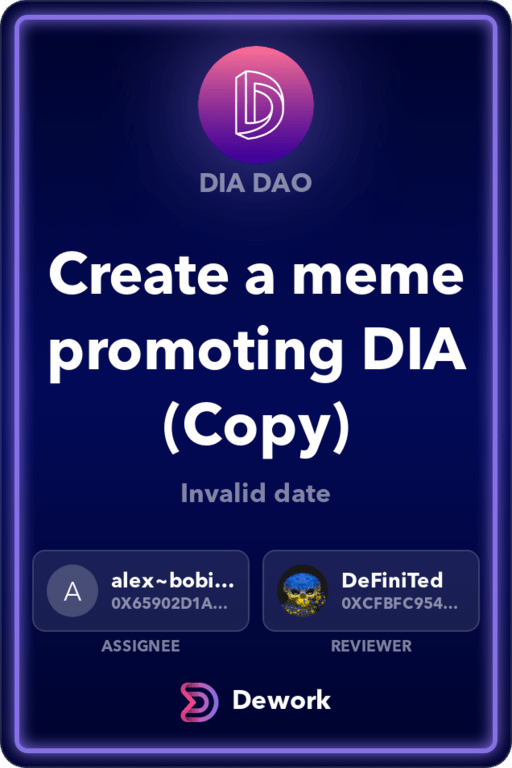 DIA DAO
Create a meme
promoting DIA
(Copy)
Invalid date
A
alex~bobi...
0X65902D1A...
DeFiniTed
0XCFBFC954...
ASSIGNEE
REVIEWER
Dework